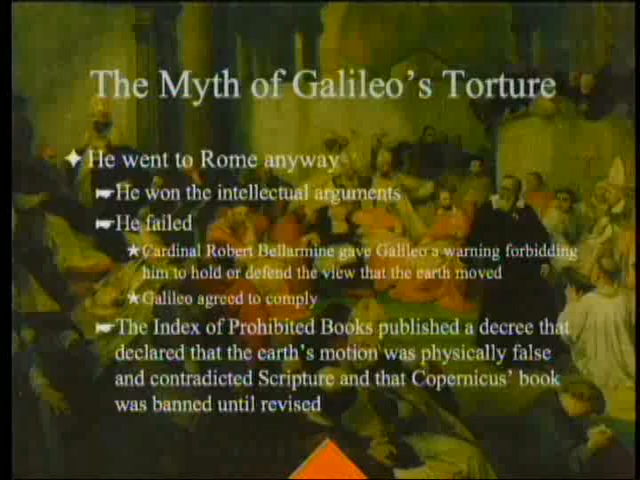 The Myth of Galileo's Torture
He went to Rome anyway
He won the intellectual arguments
He failed
Cardinal Robert Bellarmine gave Galileo a warning forbidding
him to hold or defend the view that the earth moved
Galileo agreed to comply
The Index of Prohibited Books published a decree that
declared that the earth's motion was physically false
and contradicted Scripture and that Copernicus' book
was banned until revised